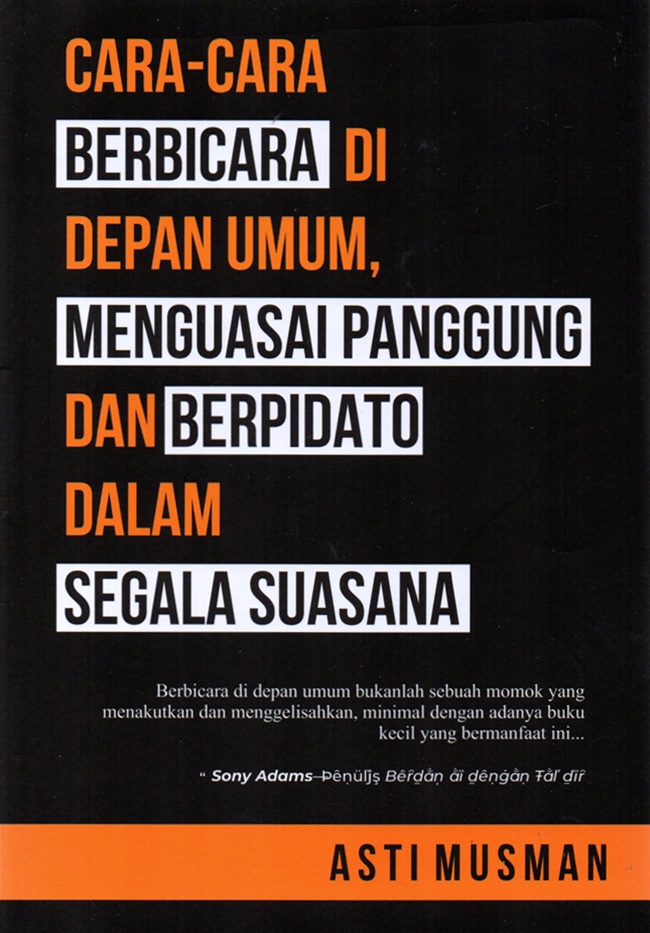 CARA-CARA
BERBICARA DI
DEPAN UMUM,
MENGUASAI PANGGUNG
DAN BERPIDATO
DALAM
SEGALA SUASANA
Berbicara di depan umum bukanlah sebuah momok yang
menakutkan dan menggelisahkan, minimal dengan adanya buku
kecil yang bermanfaat ini...
“ Sony Adams—
ASTI MUSMAN